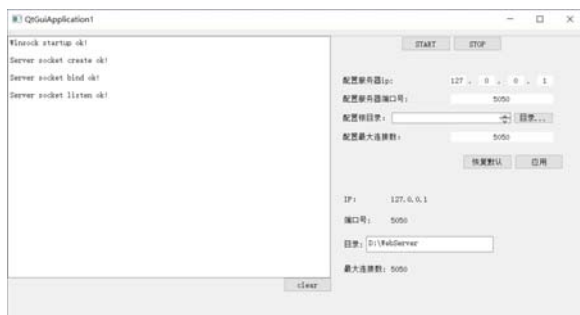 QtGuiApplication1
Winsock startup ok!
Server socket create ok!
Server socket bind ok!
Server socket listen ok!
clear
START STOP
配置服务器ip: 127 . 0 . 0 . 1
配置服务器端口号: 5050
配置根目录: 目录...
配置最大连接数: 5050
恢复默认 应用
IP: 127.0.0.1
端口号: 5050
目录: D:\WebServer
最大连接数: 5050